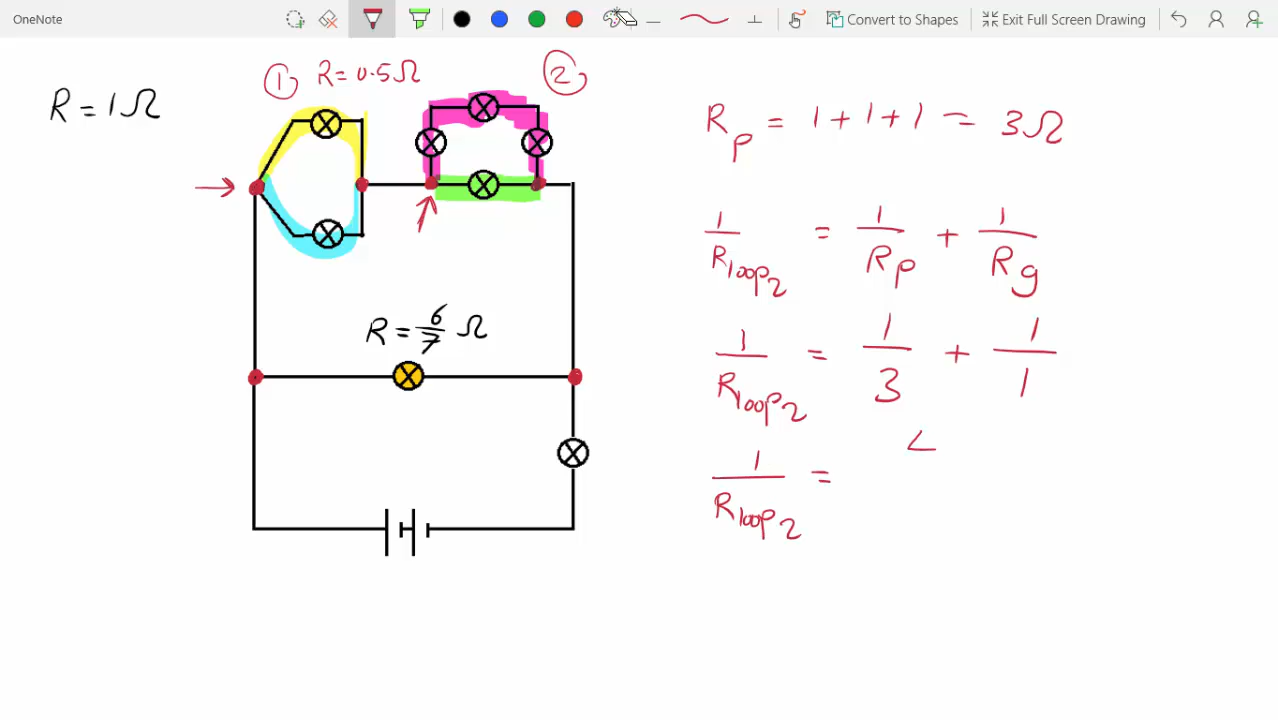 OneNote
Convert to Shapes
Exit Full Screen Drawing
R = 1Ω
① R = 0.5Ω
②
R = 6/7 Ω
Rp = 1 + 1 + 1 = 3Ω
1/Rloop2 = 1/Rp + 1/Rg
1/Rloop2 = 1/3 + 1/1
4
1/Rloop2 =